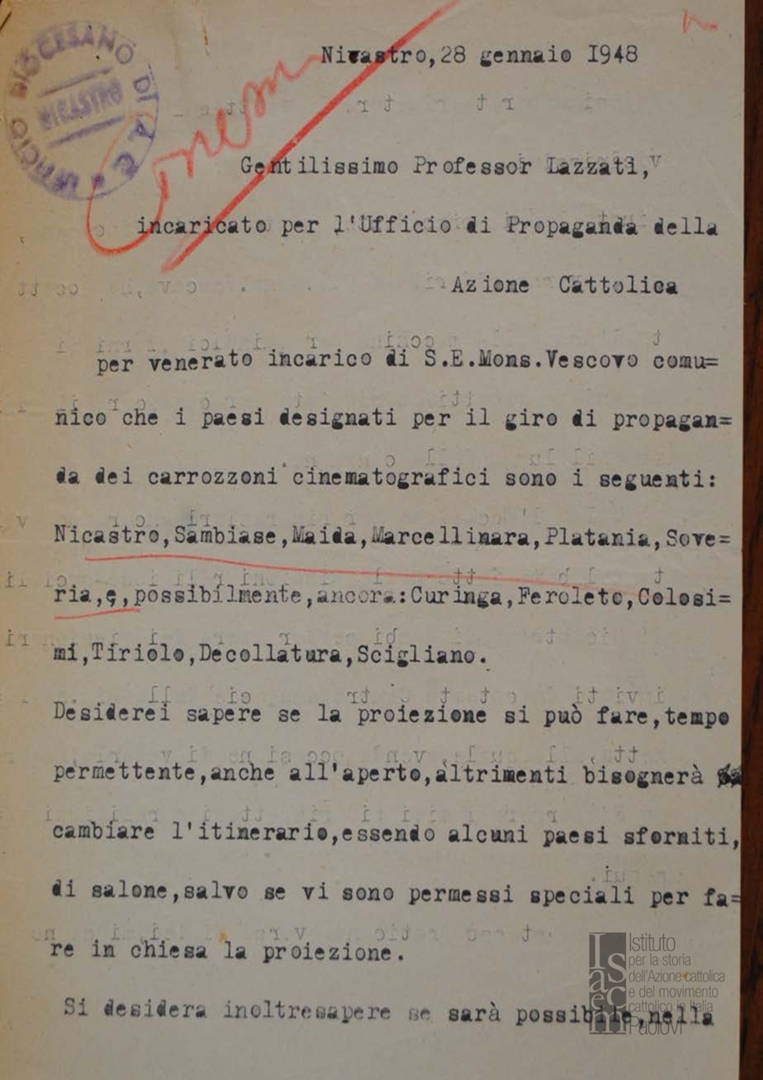 UFFICIO DIOCESANO DI A. C.
NICASTRO
Nicastro,28 gennaio 1948
Gentilissimo Professor Lazzati,
incaricato per l'Ufficio di Propaganda della
Azione Cattolica
per venerato incarico di S.E.Mons.Vescovo comu=
nico che i paesi designati per il giro di propagan=
da dei carrozzoni cinematografici sono i seguenti:
Nicastro,Sambiase,Maida,Marcellinara,Platania,Sove=
ria,e,possibilmente,ancora:Curinga,Feroleto,Colosi=
mi,Tiriolo,Decollatura,Scigliano.
Desiderei sapere se la proiezione si può fare,tempo
permettente,anche all'aperto,altrimenti bisognerà
cambiare l'itinerario,essendo alcuni paesi sforniti,
di salone,salvo se vi sono permessi speciali per fa=
re in chiesa la proiezione.
Si desidera inoltresapere se sarà possibile,nella
Isacem
Istituto
per la storia
dell'Azione cattolica
e del movimento
cattolico in Italia
PaoloVI